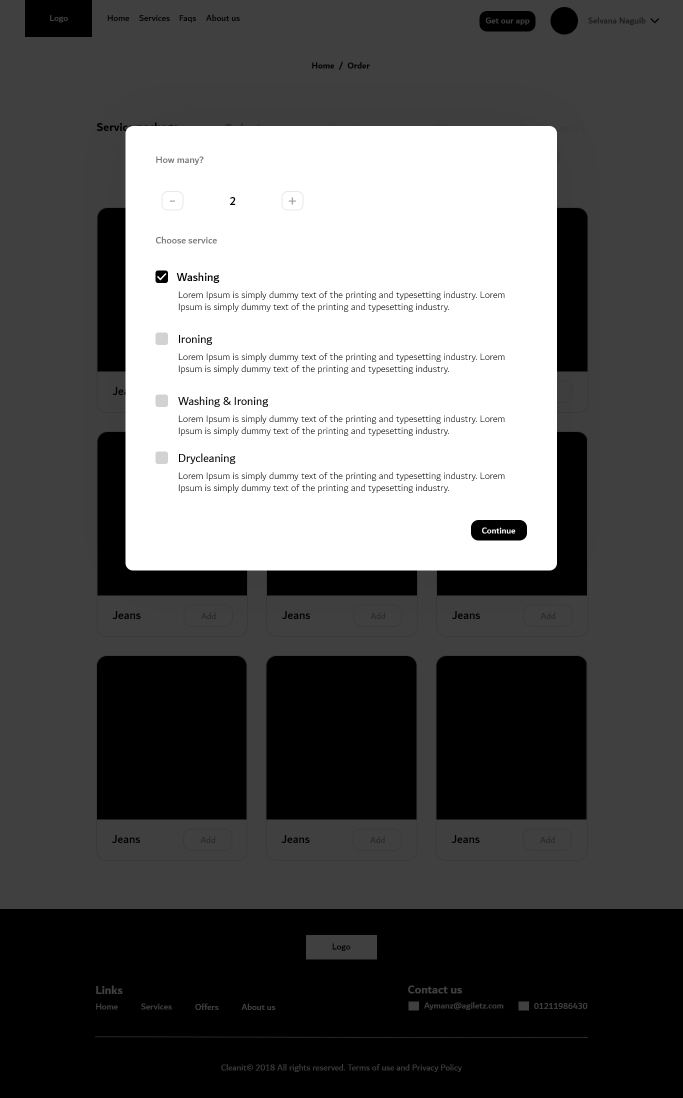 Logo
Home Services Faqs About us
Get our app
Selvana Naguib
Home / Order
How many?
- 2 +
Choose service
Washing
Lorem Ipsum is simply dummy text of the printing and typesetting industry. Lorem
Ipsum is simply dummy text of the printing and typesetting industry.
Ironing
Lorem Ipsum is simply dummy text of the printing and typesetting industry. Lorem
Ipsum is simply dummy text of the printing and typesetting industry.
Washing & Ironing
Lorem Ipsum is simply dummy text of the printing and typesetting industry. Lorem
Ipsum is simply dummy text of the printing and typesetting industry.
Drycleaning
Lorem Ipsum is simply dummy text of the printing and typesetting industry. Lorem
Ipsum is simply dummy text of the printing and typesetting industry.
Continue
Jeans Add Jeans Add Jeans Add
Jeans Add Jeans Add Jeans Add
Logo
Links
Home Services Offers About us
Contact us
Aymanz@agiletz.com 01211986430
Cleanit© 2018 All rights reserved. Terms of use and Privacy Policy